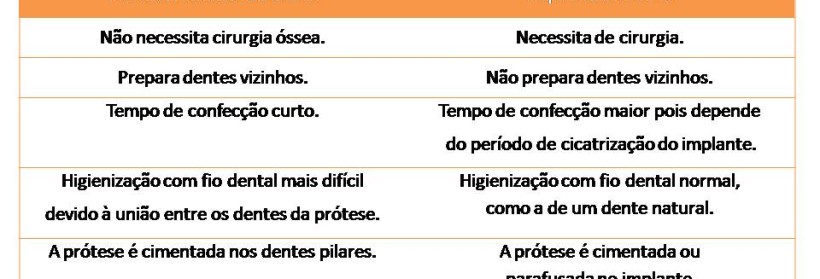 Não necessita cirurgia óssea.
Necessita de cirurgia.
Prepara dentes vizinhos.
Não prepara dentes vizinhos.
Tempo de confecção curto.
Tempo de confecção maior pois depende
do período de cicatrização do implante.
Higienização com fio dental mais difícil
devido à união entre os dentes da prótese.
Higienização com fio dental normal,
como a de um dente natural.
A prótese é cimentada nos dentes pilares.
A prótese é cimentada ou
parafusada no implante